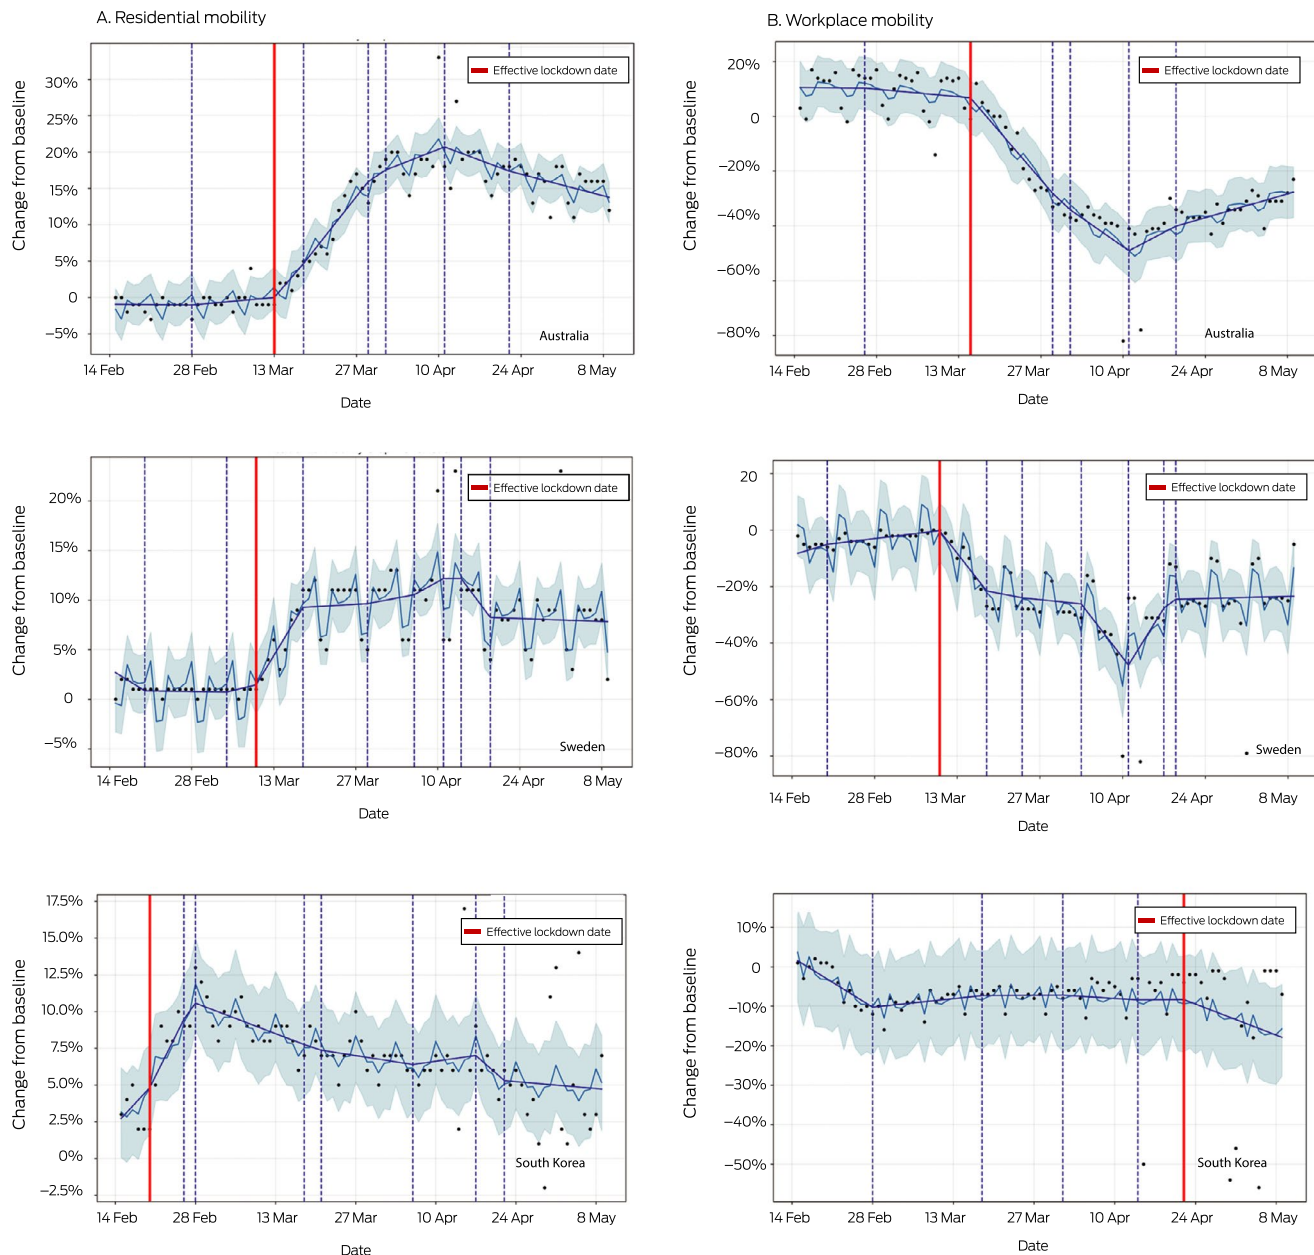 A. Residential mobility
Change from baseline
30%
25%
20%
15%
10%
5%
0
–5%
Effective lockdown date
Australia
14 Feb 28 Feb 13 Mar 27 Mar 10 Apr 24 Apr 8 May
Date
B. Workplace mobility
Change from baseline
20%
0
–20%
–40%
–60%
–80%
Effective lockdown date
Australia
14 Feb 28 Feb 13 Mar 27 Mar 10 Apr 24 Apr 8 May
Date
Change from baseline
20%
15%
10%
5%
0
–5%
Effective lockdown date
Sweden
14 Feb 28 Feb 13 Mar 27 Mar 10 Apr 24 Apr 8 May
Date
Change from baseline
20
0
–20%
–40%
–60%
–80%
Effective lockdown date
Sweden
14 Feb 28 Feb 13 Mar 27 Mar 10 Apr 24 Apr 8 May
Date
Change from baseline
17.5%
15.0%
12.5%
10.0%
7.5%
5.0%
2.5%
0%
–2.5%
Effective lockdown date
South Korea
14 Feb 28 Feb 13 Mar 27 Mar 10 Apr 24 Apr 8 May
Date
Change from baseline
10%
0
–10%
–20%
–30%
–40%
–50%
Effective lockdown date
South Korea
14 Feb 28 Feb 13 Mar 27 Mar 10 Apr 24 Apr 8 May
Date